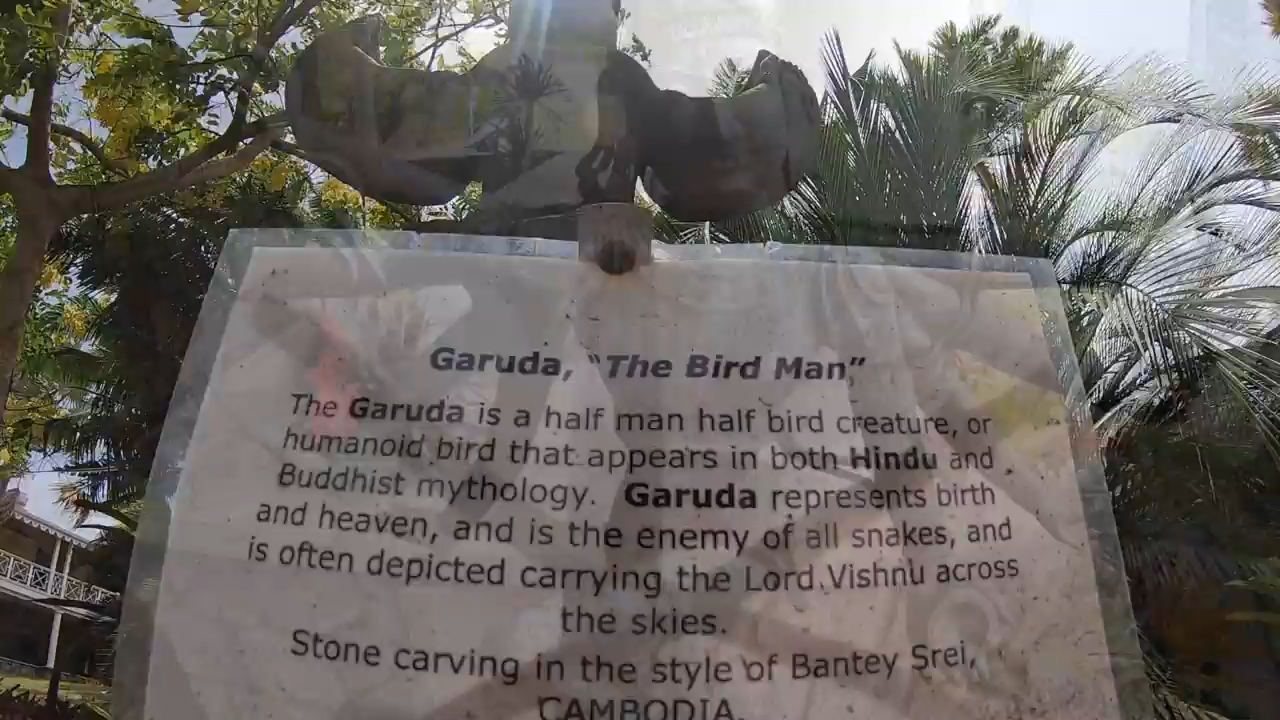 Garuda, "The Bird Man"
The Garuda is a half man half bird creature, or
humanoid bird that appears in both Hindu and
Buddhist mythology. Garuda represents birth
and heaven, and is the enemy of all snakes, and
is often depicted carrying the Lord Vishnu across
the skies.
Stone carving in the style of Bantey Srei,
CAMBODIA.